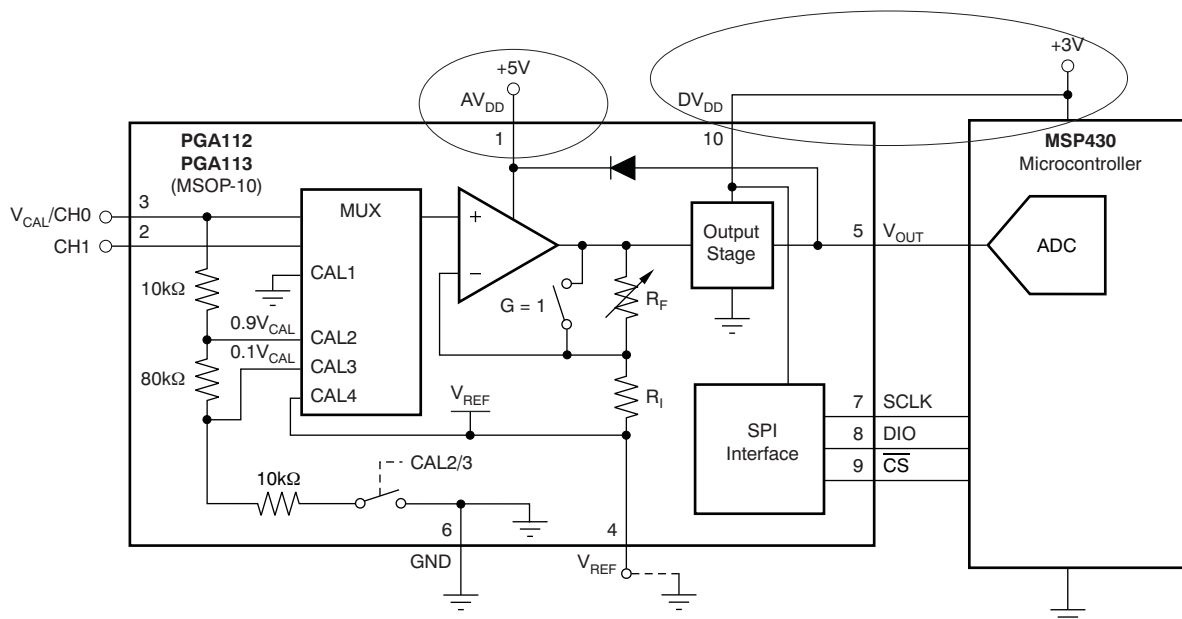 +5V
AV_DD
1
+3V
DV_DD
10
PGA112
PGA113
(MSOP-10)
MSP430
Microcontroller
3
V_CAL/CH0
2
CH1
MUX
CAL1
CAL2
CAL3
CAL4
10kΩ
0.9V_CAL
80kΩ
0.1V_CAL
+
−
G = 1
R_F
R_I
V_REF
Output
Stage
5
V_OUT
ADC
SPI
Interface
7
SCLK
8
DIO
9
C̅S̅
10kΩ
CAL2/3
6
GND
4
V_REF